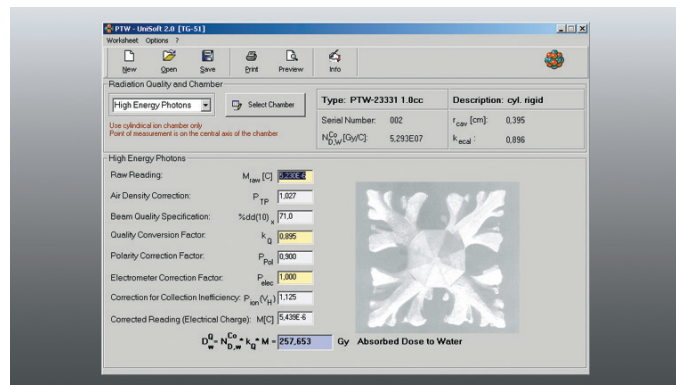 PTW - UniSoft 2.0 [TG-51]
Worksheet Options ?
New Open Save Print Preview Info
Radiation Quality and Chamber
High Energy Photons
Select Chamber
Use cylindical ion chamber only
Point of measurement is on the central axis of the chamber
Type: PTW-23331 1.0cc
Description: cyl. rigid
Serial Number: 002
r cav [cm]: 0,395
N Co D,W [Gy/C]: 5,293E07
k ecal : 0,896
High Energy Photons
Raw Reading: M raw [C]
Air Density Correction: P TP 1,027
Beam Quality Specification: %dd(10) x 71,0
Quality Conversion Factor: k Q 0,895
Polarity Correction Factor: P Pol 0,900
Electrometer Correction Factor: P elec 1,000
Correction for Collection Inefficiency: P ion (V H ) 1,125
Corrected Reading (Electrical Charge): M[C] 5,439E-6
D Q w = N Co D,w * k Q * M = 257,653 Gy Absorbed Dose to Water